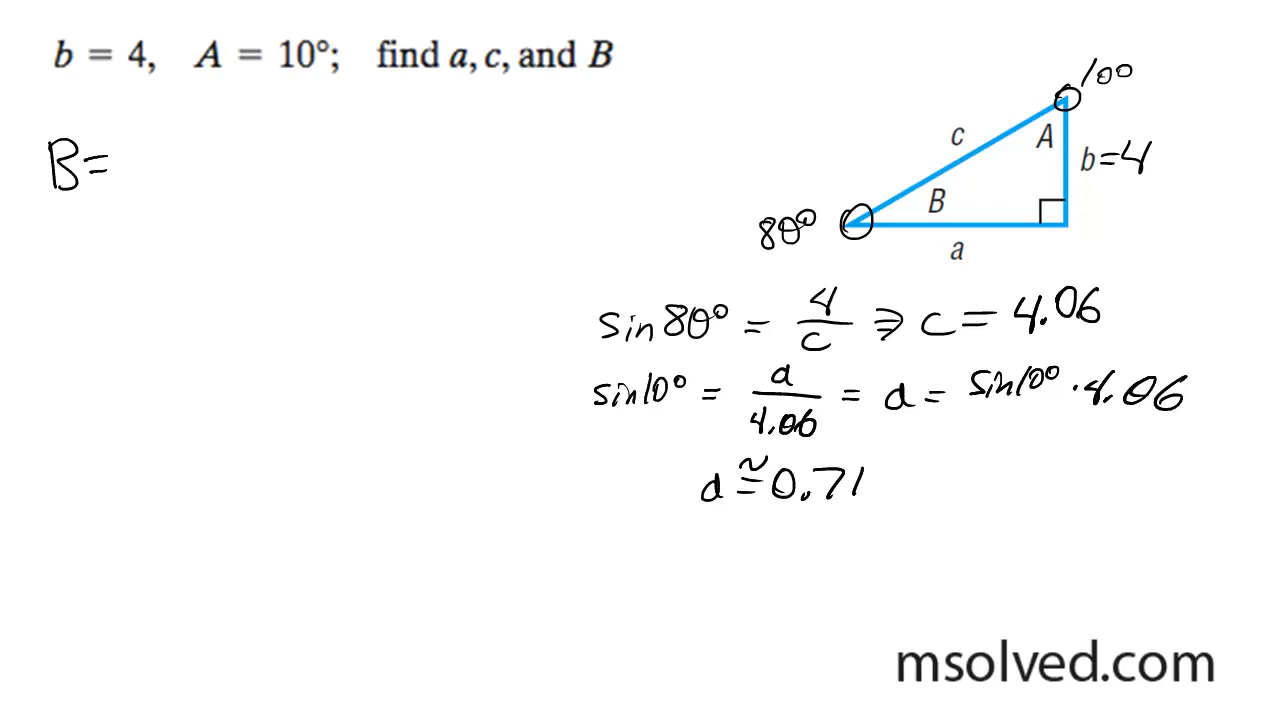 b = 4, A = 10°; find a, c, and B
10°
c
A
b = 4
B =
B
80°
a
sin 80° = 4/c ⇒ c = 4.06
sin 10° = a/4.06 = a = sin 10° · 4.06
a ≅ 0.71
msolved.com